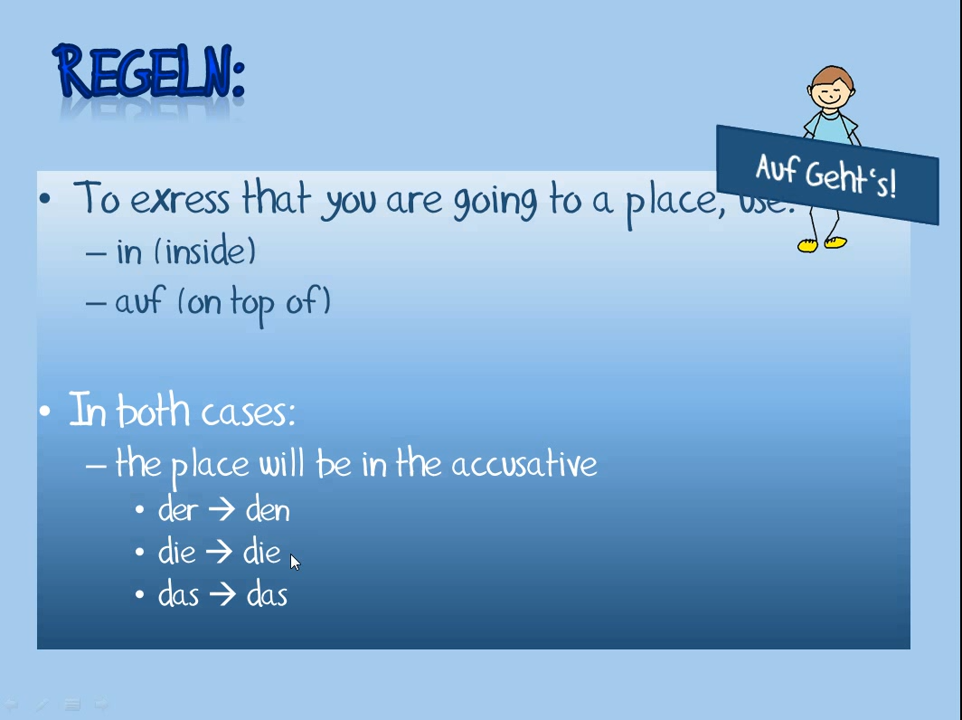 REGELN:
Auf Geht's!
• To exress that you are going to a place, use:
– in (inside)
– auf (on top of)
• In both cases:
– the place will be in the accusative
• der → den
• die → die
• das → das